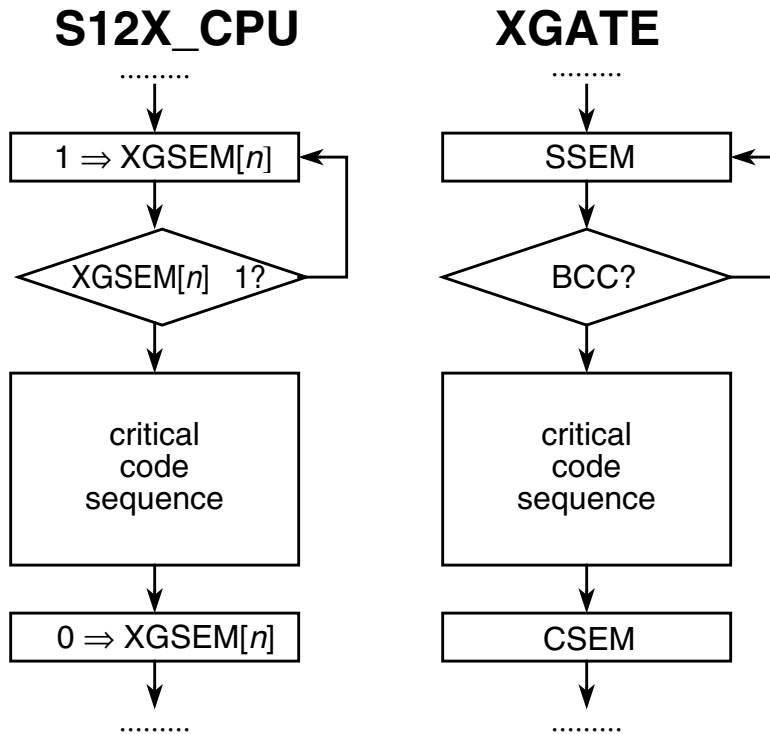 S12X_CPU
.........
1 ⇒ XGSEM[n]
XGSEM[n] 1?
critical
code
sequence
0 ⇒ XGSEM[n]
.........
XGATE
.........
SSEM
BCC?
critical
code
sequence
CSEM
.........